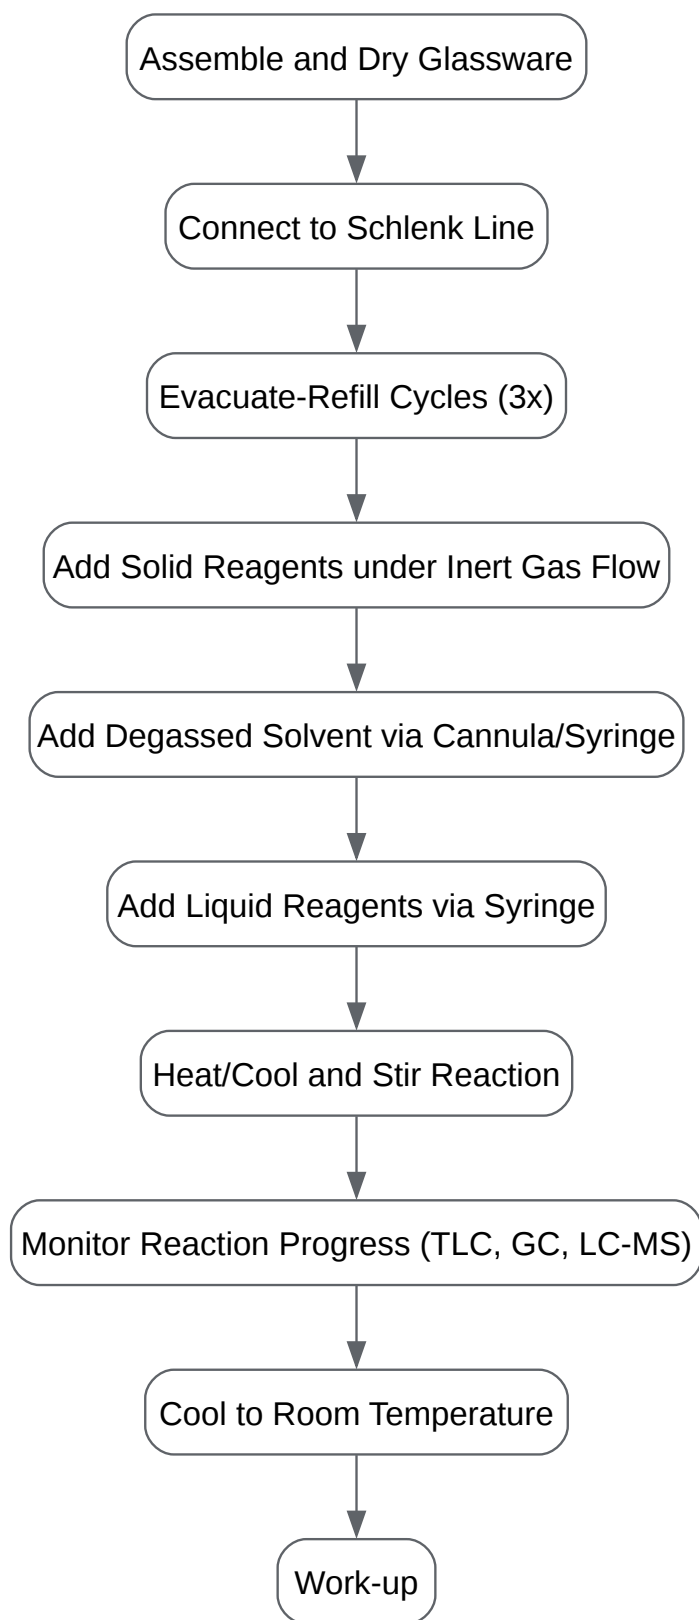 Assemble and Dry Glassware
Connect to Schlenk Line
Evacuate-Refill Cycles (3x)
Add Solid Reagents under Inert Gas Flow
Add Degassed Solvent via Cannula/Syringe
Add Liquid Reagents via Syringe
Heat/Cool and Stir Reaction
Monitor Reaction Progress (TLC, GC, LC-MS)
Cool to Room Temperature
Work-up